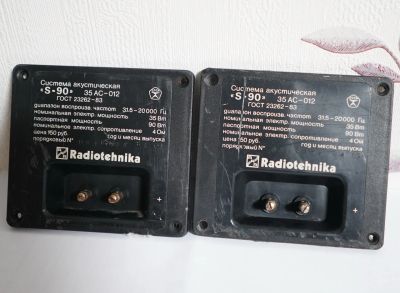 Система акустическая
"S-90" 35 АС-012
ГОСТ 23262-83
диапазон воспроизв. частот 31.5-20000 Гц
номинальная электр. мощность 35 Вт
паспортная мощность 90 Вт
номинальное электр. сопротивление 4 Ом
цена 150 руб. год и месяц выпуска
порядковый №
Radiotehnika
+
Система акустическая
"S-90" 35 АС-012
ГОСТ 23262-83
диапазон воспроизв. частот 31.5-20000 Гц
номинальная электр. мощность 35 Вт
паспортная мощность 90 Вт
номинальное электр. сопротивление 4 Ом
цена 150 руб. год и месяц выпуска
порядковый №
Radiotehnika
+